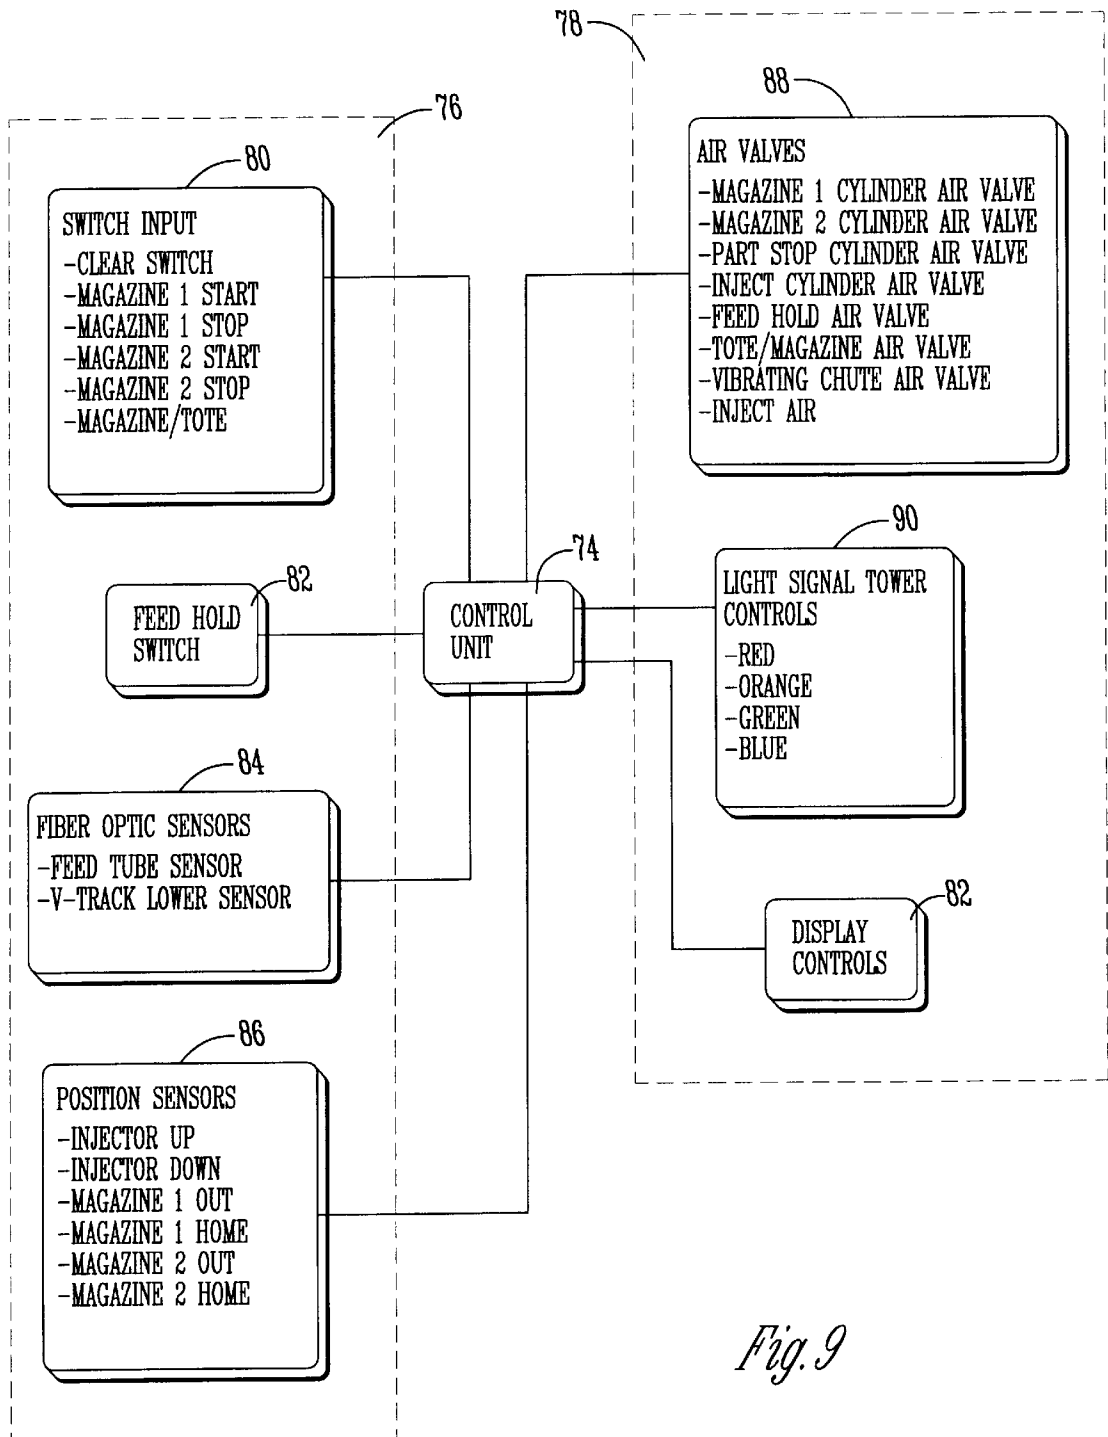 78
76
80
SWITCH INPUT
-CLEAR SWITCH
-MAGAZINE 1 START
-MAGAZINE 1 STOP
-MAGAZINE 2 START
-MAGAZINE 2 STOP
-MAGAZINE/TOTE
88
AIR VALVES
-MAGAZINE 1 CYLINDER AIR VALVE
-MAGAZINE 2 CYLINDER AIR VALVE
-PART STOP CYLINDER AIR VALVE
-INJECT CYLINDER AIR VALVE
-FEED HOLD AIR VALVE
-TOTE/MAGAZINE AIR VALVE
-VIBRATING CHUTE AIR VALVE
-INJECT AIR
82
FEED HOLD
SWITCH
74
CONTROL
UNIT
90
LIGHT SIGNAL TOWER
CONTROLS
-RED
-ORANGE
-GREEN
-BLUE
84
FIBER OPTIC SENSORS
-FEED TUBE SENSOR
-V-TRACK LOWER SENSOR
82
DISPLAY
CONTROLS
86
POSITION SENSORS
-INJECTOR UP
-INJECTOR DOWN
-MAGAZINE 1 OUT
-MAGAZINE 1 HOME
-MAGAZINE 2 OUT
-MAGAZINE 2 HOME
Fig. 9